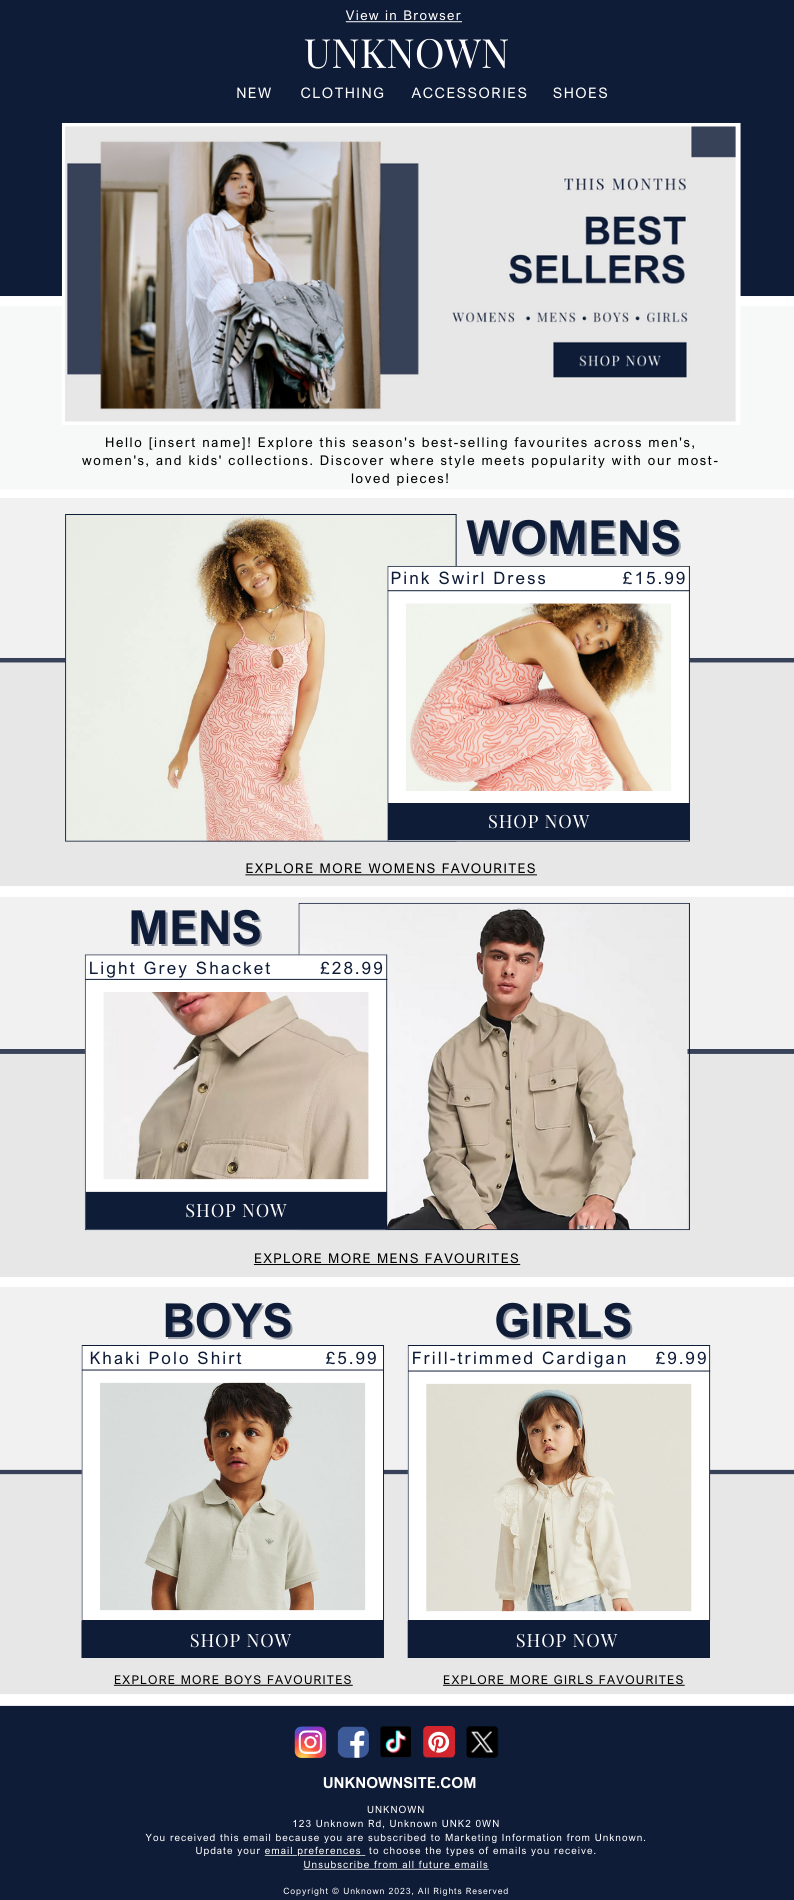 View in Browser
UNKNOWN
NEW CLOTHING ACCESSORIES SHOES
THIS MONTHS
BEST
SELLERS
WOMENS • MENS • BOYS • GIRLS
SHOP NOW
Hello [insert name]! Explore this season's best-selling favourites across men's,
women's, and kids' collections. Discover where style meets popularity with our most-
loved pieces!
WOMENS
Pink Swirl Dress £15.99
SHOP NOW
EXPLORE MORE WOMENS FAVOURITES
MENS
Light Grey Shacket £28.99
SHOP NOW
EXPLORE MORE MENS FAVOURITES
BOYS
Khaki Polo Shirt £5.99
SHOP NOW
EXPLORE MORE BOYS FAVOURITES
GIRLS
Frill-trimmed Cardigan £9.99
SHOP NOW
EXPLORE MORE GIRLS FAVOURITES
UNKNOWNSITE.COM
UNKNOWN
123 Unknown Rd, Unknown UNK2 0WN
You received this email because you are subscribed to Marketing Information from Unknown.
Update your email preferences to choose the types of emails you receive.
Unsubscribe from all future emails
Copyright © Unknown 2023, All Rights Reserved